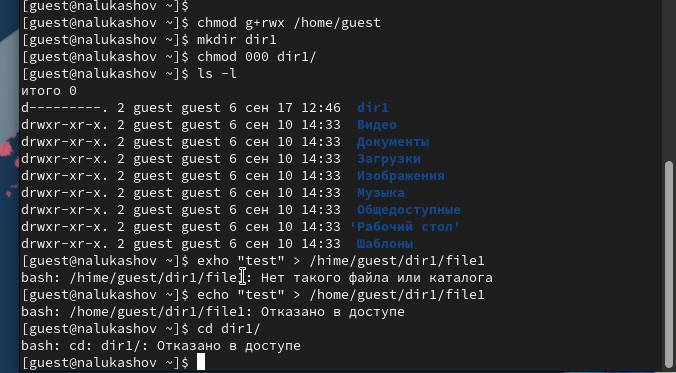 [guest@nalukashov ~]$
[guest@nalukashov ~]$ chmod g+rwx /home/guest
[guest@nalukashov ~]$ mkdir dir1
[guest@nalukashov ~]$ chmod 000 dir1/
[guest@nalukashov ~]$ ls -l
итого 0
d---------. 2 guest guest 6 сен 17 12:46  dir1
drwxr-xr-x. 2 guest guest 6 сен 10 14:33  Видео
drwxr-xr-x. 2 guest guest 6 сен 10 14:33  Документы
drwxr-xr-x. 2 guest guest 6 сен 10 14:33  Загрузки
drwxr-xr-x. 2 guest guest 6 сен 10 14:33  Изображения
drwxr-xr-x. 2 guest guest 6 сен 10 14:33  Музыка
drwxr-xr-x. 2 guest guest 6 сен 10 14:33  Общедоступные
drwxr-xr-x. 2 guest guest 6 сен 10 14:33 'Рабочий стол'
drwxr-xr-x. 2 guest guest 6 сен 10 14:33  Шаблоны
[guest@nalukashov ~]$ exho "test" > /hime/guest/dir1/file1
bash: /hime/guest/dir1/file1: Нет такого файла или каталога
[guest@nalukashov ~]$ echo "test" > /home/guest/dir1/file1
bash: /home/guest/dir1/file1: Отказано в доступе
[guest@nalukashov ~]$ cd dir1/
bash: cd: dir1/: Отказано в доступе
[guest@nalukashov ~]$